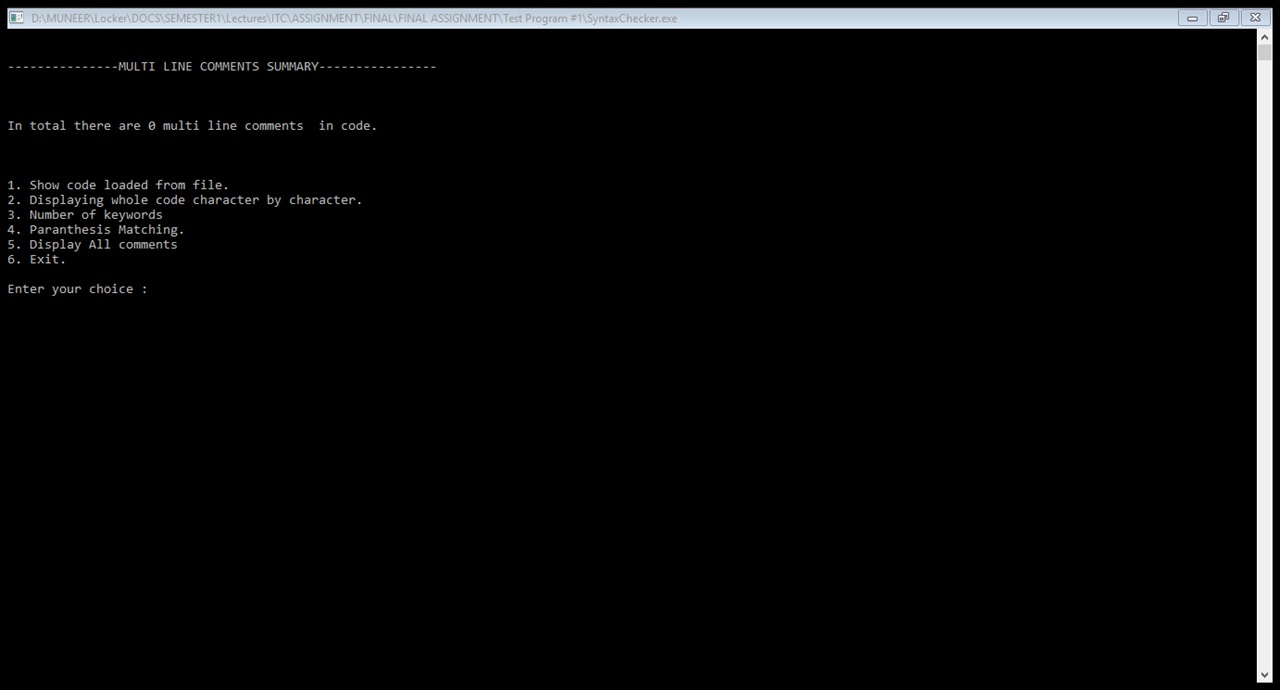 D:\MUNEER\Locker\DOCS\SEMESTER1\Lectures\ITC\ASSIGNMENT\FINAL\FINAL ASSIGNMENT\Test Program #1\SyntaxChecker.exe
---------------MULTI LINE COMMENTS SUMMARY----------------
In total there are 0 multi line comments  in code.
1. Show code loaded from file.
2. Displaying whole code character by character.
3. Number of keywords
4. Paranthesis Matching.
5. Display All comments
6. Exit.
Enter your choice :